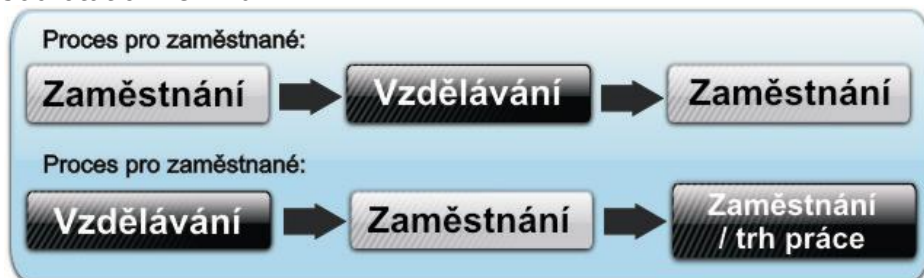 Proces pro zaměstnané:
Zaměstnání Vzdělávání Zaměstnání
Proces pro zaměstnané:
Vzdělávání Zaměstnání Zaměstnání
/ trh práce